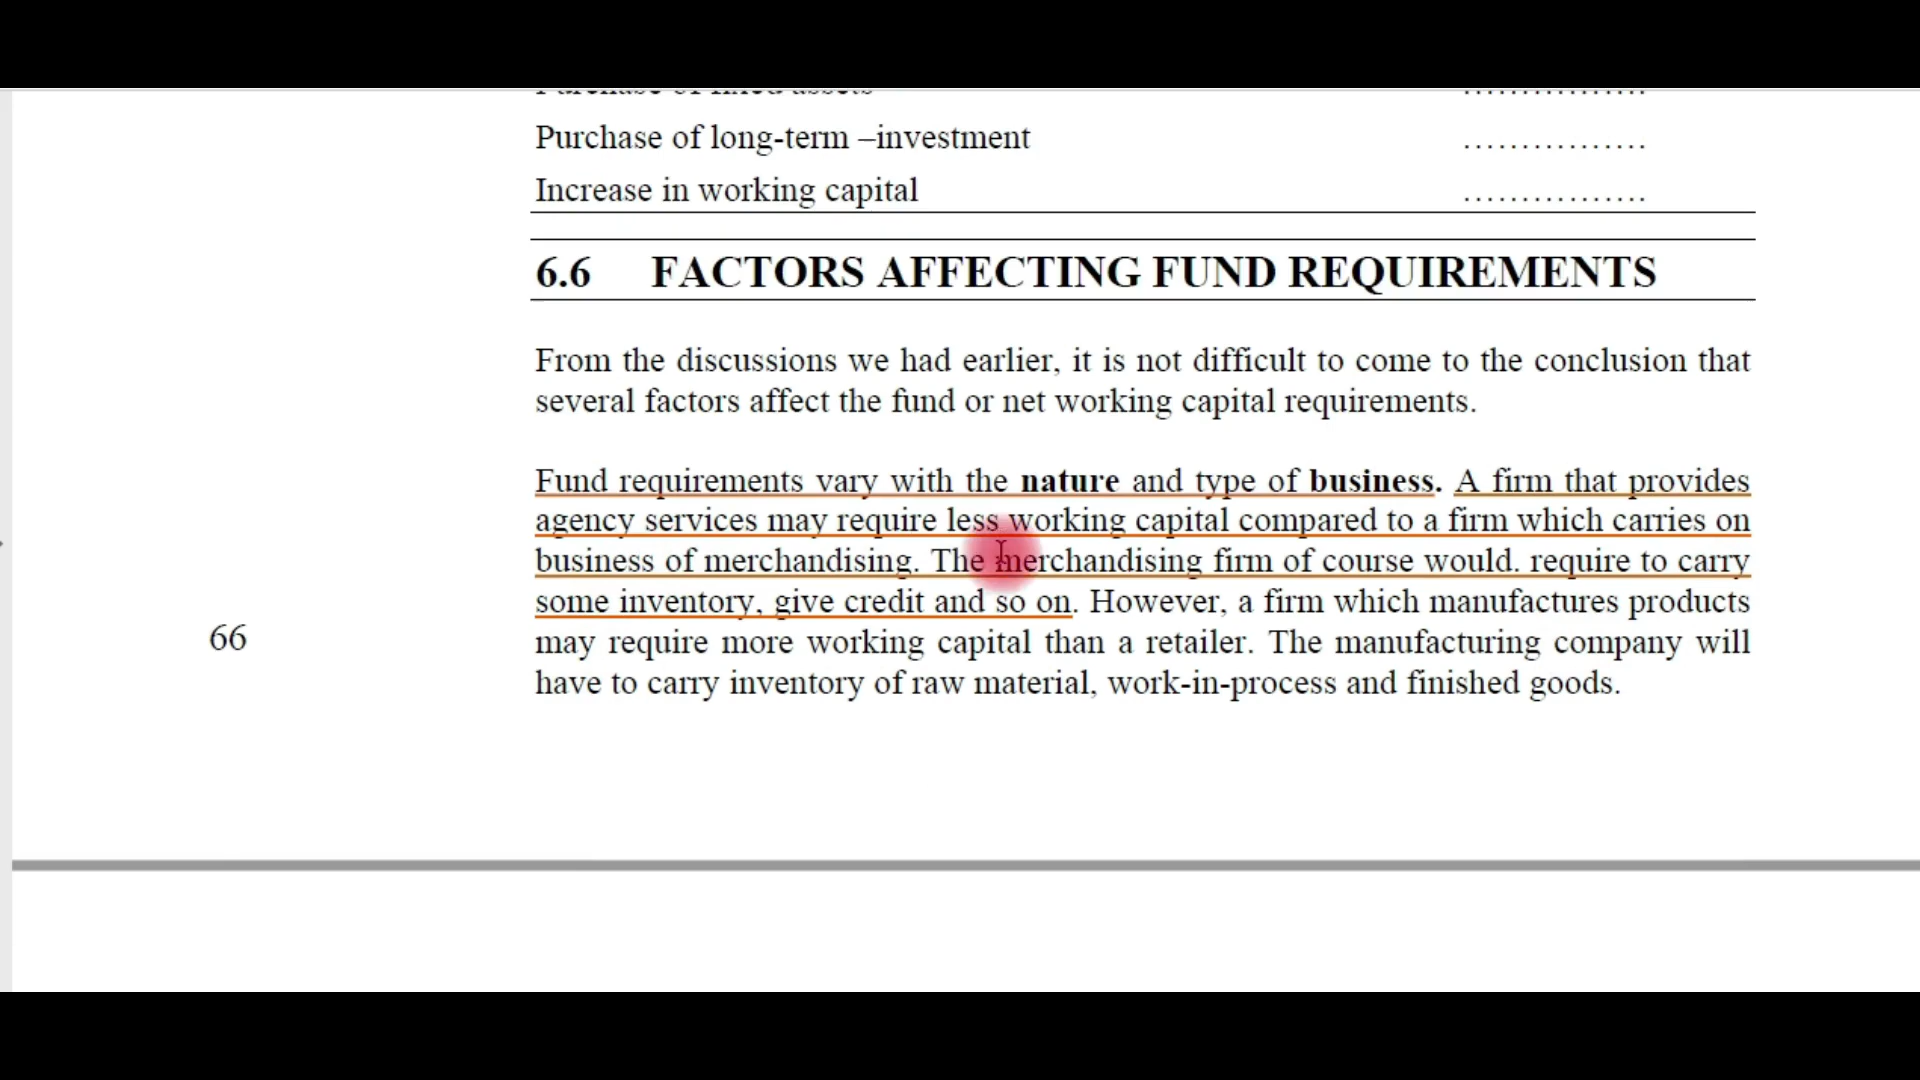 Purchase of fixed assets ................
Purchase of long-term –investment ................
Increase in working capital ................
6.6 FACTORS AFFECTING FUND REQUIREMENTS
From the discussions we had earlier, it is not difficult to come to the conclusion that
several factors affect the fund or net working capital requirements.
Fund requirements vary with the nature and type of business. A firm that provides
agency services may require less working capital compared to a firm which carries on
business of merchandising. The merchandising firm of course would. require to carry
some inventory, give credit and so on. However, a firm which manufactures products
66
may require more working capital than a retailer. The manufacturing company will
have to carry inventory of raw material, work-in-process and finished goods.